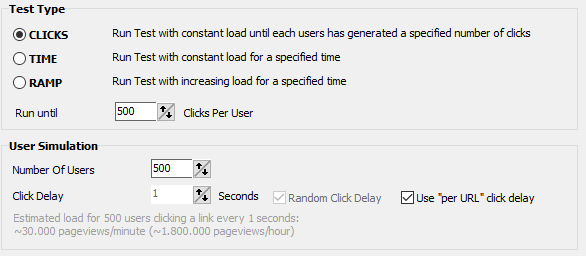 Test Type
CLICKS Run Test with constant load until each users has generated a specified number of clicks
TIME Run Test with constant load for a specified time
RAMP Run Test with increasing load for a specified time
Run until 500 Clicks Per User
User Simulation
Number Of Users 500
Click Delay 1 Seconds Random Click Delay Use "per URL" click delay
Estimated load for 500 users clicking a link every 1 seconds:
~30.000 pageviews/minute (~1.800.000 pageviews/hour)